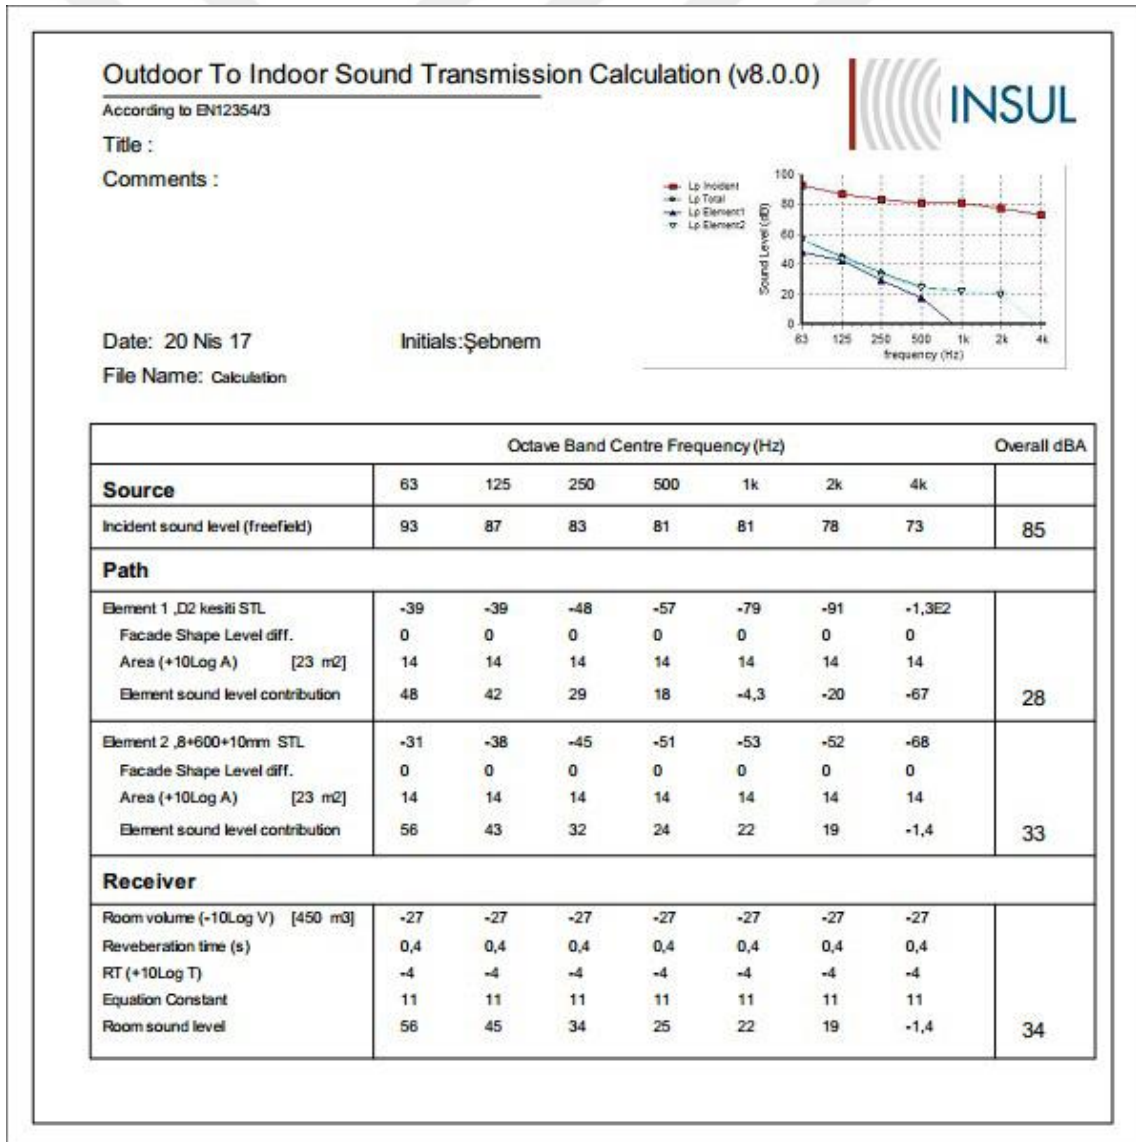 Outdoor To Indoor Sound Transmission Calculation (v8.0.0)
INSUL
According to EN12354/3
Title :
Comments :
Lp Incident
Lp Total
Lp Element1
Lp Element2
Sound Level (dB)
100
80
60
40
20
0
63 125 250 500 1k 2k 4k
frequency (Hz)
Date: 20 Nis 17 Initials:Şebnem
File Name: Calculation
Octave Band Centre Frequency (Hz) Overall dBA
Source 63 125 250 500 1k 2k 4k
Incident sound level (freefield) 93 87 83 81 81 78 73 85
Path
Element 1 ,D2 kesiti STL -39 -39 -48 -57 -79 -91 -1,3E2
Facade Shape Level diff. 0 0 0 0 0 0 0
Area (+10Log A) [23 m2] 14 14 14 14 14 14 14
Element sound level contribution 48 42 29 18 -4,3 -20 -67 28
Element 2 ,8+600+10mm STL -31 -38 -45 -51 -53 -52 -68
Facade Shape Level diff. 0 0 0 0 0 0 0
Area (+10Log A) [23 m2] 14 14 14 14 14 14 14
Element sound level contribution 56 43 32 24 22 19 -1,4 33
Receiver
Room volume (-10Log V) [450 m3] -27 -27 -27 -27 -27 -27 -27
Reveberation time (s) 0,4 0,4 0,4 0,4 0,4 0,4 0,4
RT (+10Log T) -4 -4 -4 -4 -4 -4 -4
Equation Constant 11 11 11 11 11 11 11
Room sound level 56 45 34 25 22 19 -1,4 34